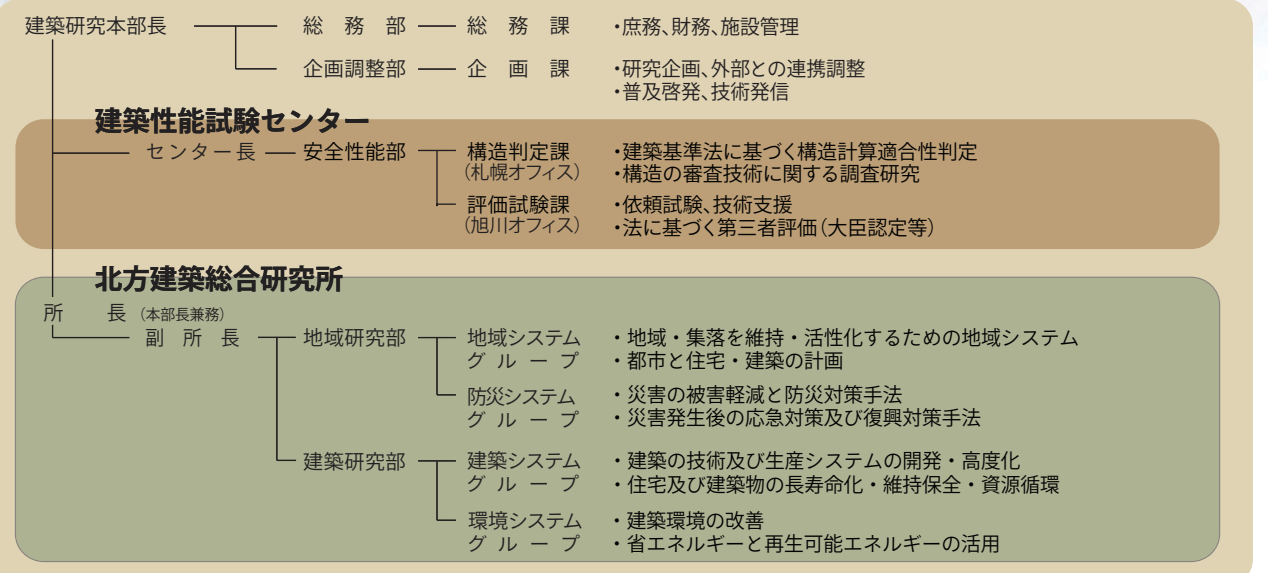 建築研究本部長 総務部 総務課 ・庶務、財務、施設管理
企画調整部 企画課 ・研究企画、外部との連携調整
・普及啓発、技術発信
建築性能試験センター
センター長 安全性能部 構造判定課 ・建築基準法に基づく構造計算適合性判定
(札幌オフィス) ・構造の審査技術に関する調査研究
評価試験課 ・依頼試験、技術支援
(旭川オフィス) ・法に基づく第三者評価(大臣認定等)
北方建築総合研究所
所長 (本部長兼務)
副所長 地域研究部 地域システム ・地域・集落を維持・活性化するための地域システム
グループ ・都市と住宅・建築の計画
防災システム ・災害の被害軽減と防災対策手法
グループ ・災害発生後の応急対策及び復興対策手法
建築研究部 建築システム ・建築の技術及び生産システムの開発・高度化
グループ ・住宅及び建築物の長寿命化・維持保全・資源循環
環境システム ・建築環境の改善
グループ ・省エネルギーと再生可能エネルギーの活用